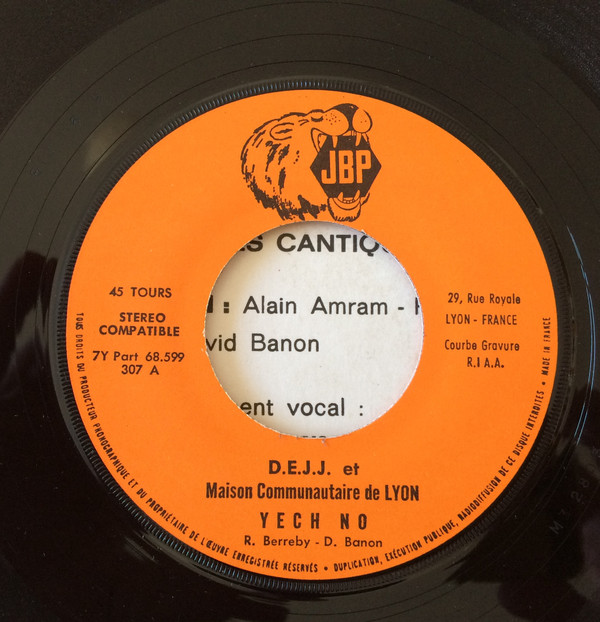 JBP
S CANTIQ
: Alain Amram -
vid Banon
ent vocal :
45 TOURS
STEREO
COMPATIBLE
7Y Part 68.599
307 A
29, Rue Royale
LYON - FRANCE
Courbe Gravure
R.I A.A.
D.E.J.J. et
Maison Communautaire de LYON
YECH NO
R. Berreby - D. Banon
TOUS DROITS DU PRODUCTEUR PHONOGRAPHIQUE ET DU PROPRIÉTAIRE DE L'ŒUVRE ENREGISTRÉE RÉSERVÉS • DUPLICATION, EXÉCUTION PUBLIQUE, RADIODIFFUSION DE CE DISQUE INTERDITES • MADE IN FRANCE